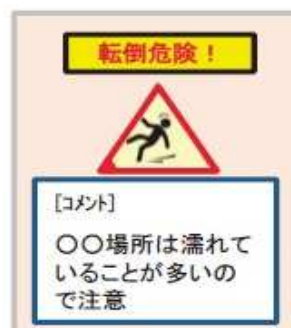 転倒危険！
[コメント]
〇〇場所は濡れて
いることが多いの
で注意